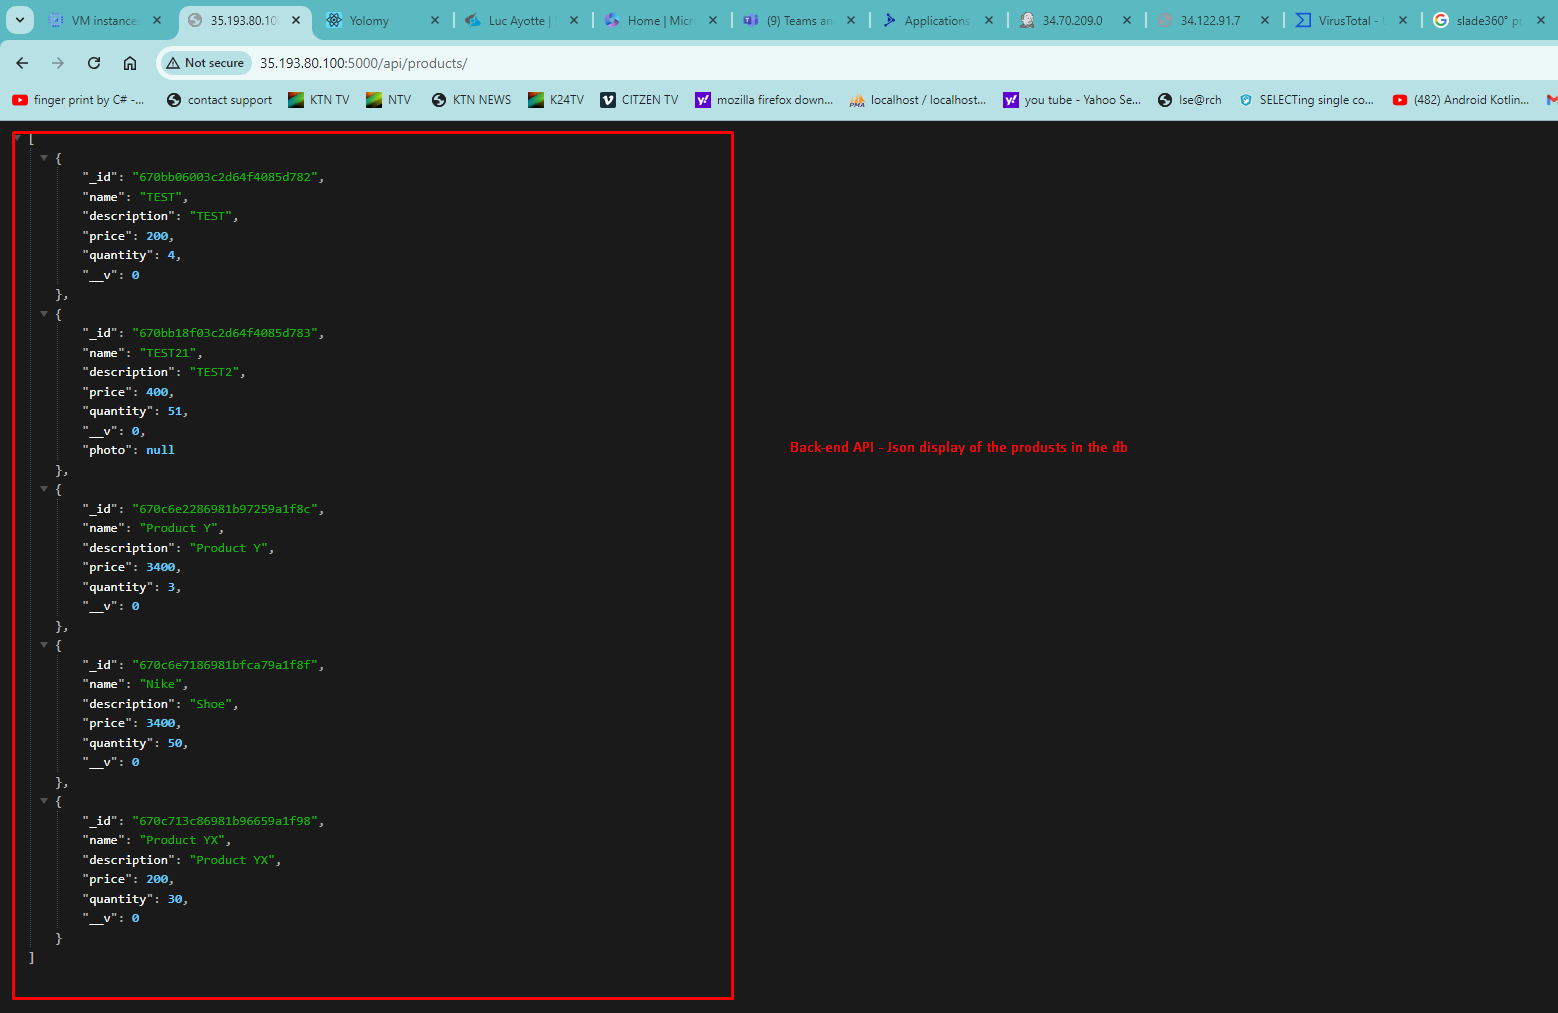 VM instances
35.193.80.10
Yolomy
Luc Ayotte |
Home | Micr
(9) Teams an
Applications
34.70.209.0
34.122.91.7
VirusTotal -
slade360° p
Not secure
35.193.80.100:5000/api/products/
finger print by C# -...
contact support
KTN TV
NTV
KTN NEWS
K24TV
CITZEN TV
mozilla firefox down...
localhost / localhost...
you tube - Yahoo Se...
Ise@rch
SELECTing single co...
(482) Android Kotlin...
[
{
"_id": "670bb06003c2d64f4085d782",
"name": "TEST",
"description": "TEST",
"price": 200,
"quantity": 4,
"__v": 0
},
{
"_id": "670bb18f03c2d64f4085d783",
"name": "TEST21",
"description": "TEST2",
"price": 400,
"quantity": 51,
"__v": 0,
"photo": null
},
{
"_id": "670c6e2286981b97259a1f8c",
"name": "Product Y",
"description": "Product Y",
"price": 3400,
"quantity": 3,
"__v": 0
},
{
"_id": "670c6e7186981bfca79a1f8f",
"name": "Nike",
"description": "Shoe",
"price": 3400,
"quantity": 50,
"__v": 0
},
{
"_id": "670c713c86981b96659a1f98",
"name": "Product YX",
"description": "Product YX",
"price": 200,
"quantity": 30,
"__v": 0
}
]
Back-end API - Json display of the produsts in the db